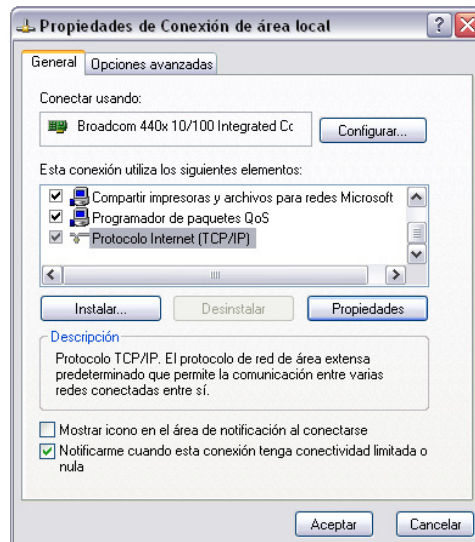 Propiedades de Conexión de área local
General
Opciones avanzadas
Conectar usando:
Broadcom 440x 10/100 Integrated Cc
Configurar...
Esta conexión utiliza los siguientes elementos:
Compartir impresoras y archivos para redes Microsoft
Programador de paquetes QoS
Protocolo Internet (TCP/IP)
Instalar...
Desinstalar
Propiedades
Descripción
Protocolo TCP/IP. El protocolo de red de área extensa
predeterminado que permite la comunicación entre varias
redes conectadas entre sí.
Mostrar icono en el área de notificación al conectarse
Notificarme cuando esta conexión tenga conectividad limitada o
nula
Aceptar
Cancelar